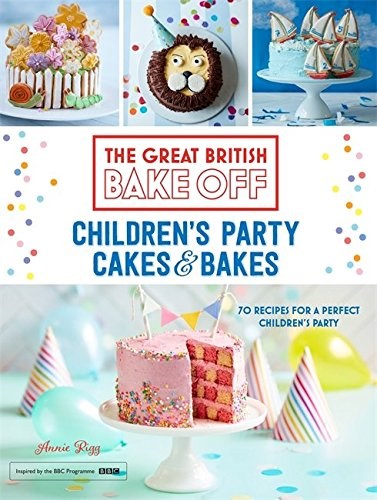 THE GREAT BRITISH
BAKE OFF
CHILDREN'S PARTY
CAKES & BAKES
70 RECIPES FOR A PERFECT
CHILDREN'S PARTY
Annie Rigg
Inspired by the BBC Programme BBC